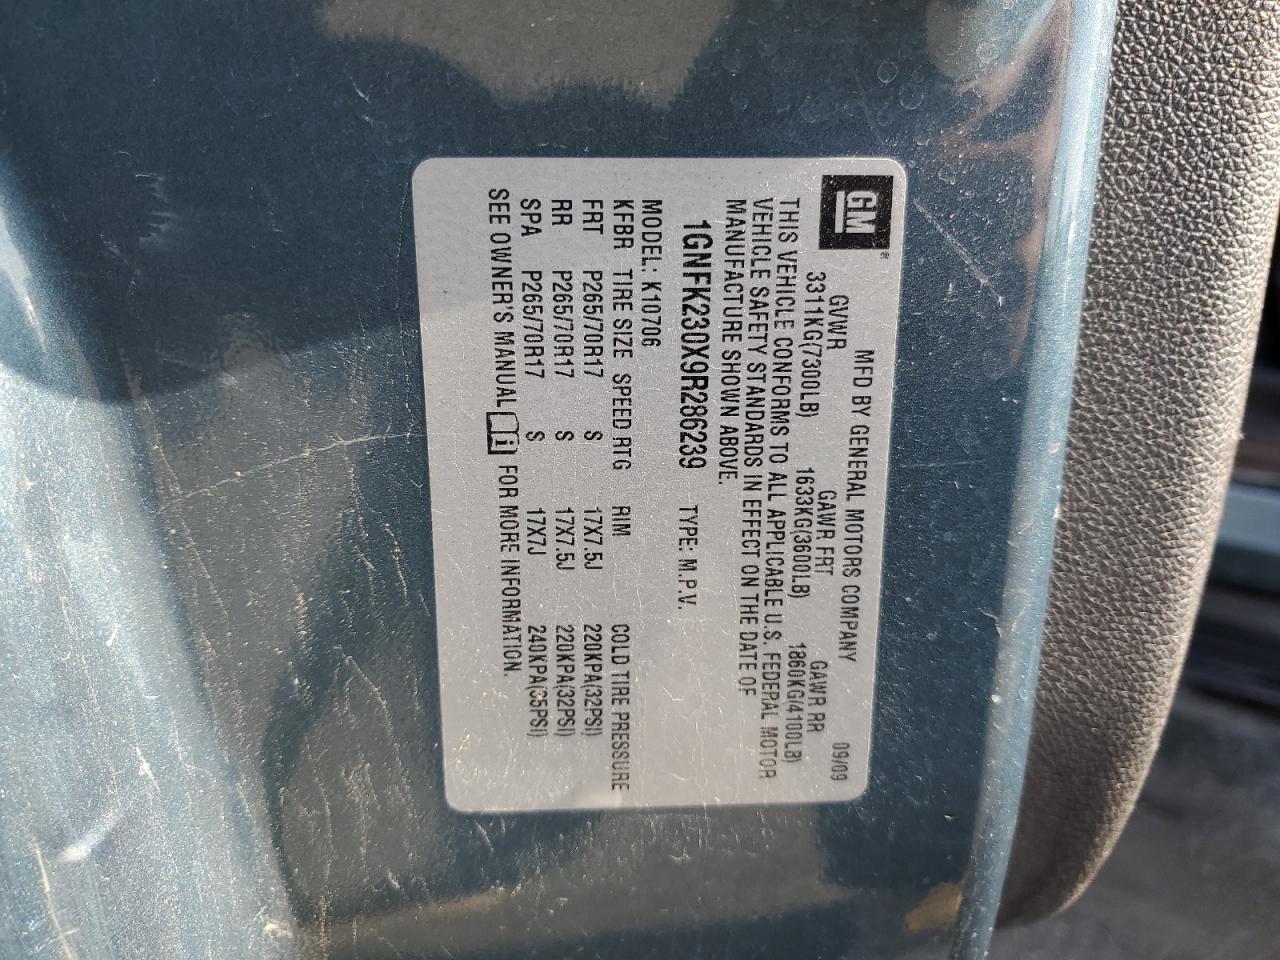 GM
MFD BY GENERAL MOTORS COMPANY 09/09
GVWR GAWR FRT GAWR RR
3311KG(7300LB) 1633KG(3600LB) 1860KG(4100LB)
THIS VEHICLE CONFORMS TO ALL APPLICABLE U.S. FEDERAL MOTOR
VEHICLE SAFETY STANDARDS IN EFFECT ON THE DATE OF
MANUFACTURE SHOWN ABOVE.
1GNFK230X9R286239 TYPE: M.P.V.
MODEL: K10706
KFBR TIRE SIZE SPEED RTG RIM COLD TIRE PRESSURE
FRT P265/70R17 S 17X7.5J 220KPA(32PSI)
RR P265/70R17 S 17X7.5J 220KPA(32PSI)
SPA P265/70R17 S 17X7J 240KPA(35PSI)
SEE OWNER'S MANUAL i FOR MORE INFORMATION.